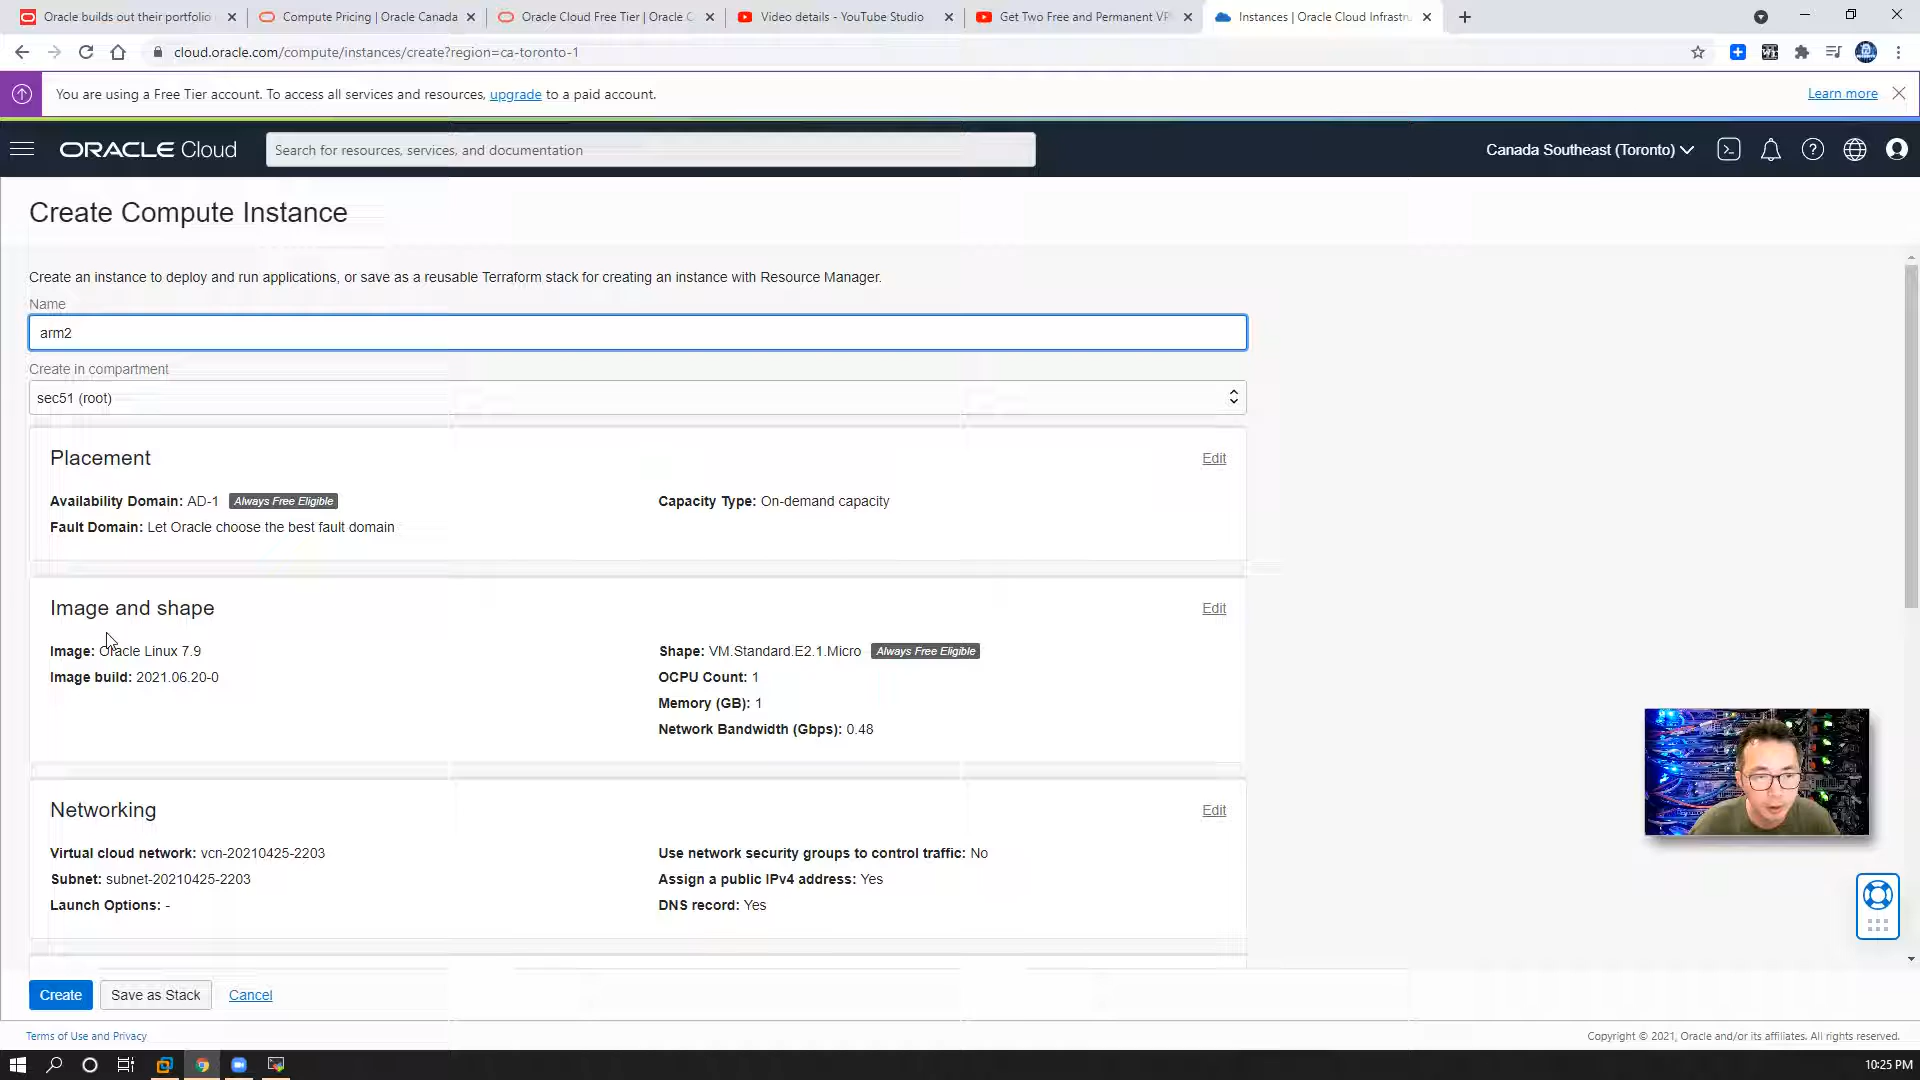 Oracle builds out their portfolio
Compute Pricing | Oracle Canada
Oracle Cloud Free Tier | Oracle C
Video details - YouTube Studio
Get Two Free and Permanent VP
Instances | Oracle Cloud Infrastru
cloud.oracle.com/compute/instances/create?region=ca-toronto-1
You are using a Free Tier account. To access all services and resources, upgrade to a paid account.
Learn more
ORACLE Cloud
Search for resources, services, and documentation
Canada Southeast (Toronto)
Create Compute Instance
Create an instance to deploy and run applications, or save as a reusable Terraform stack for creating an instance with Resource Manager.
Name
arm2
Create in compartment
sec51 (root)
Placement
Edit
Availability Domain: AD-1 Always Free Eligible
Capacity Type: On-demand capacity
Fault Domain: Let Oracle choose the best fault domain
Image and shape
Edit
Image: Oracle Linux 7.9
Shape: VM.Standard.E2.1.Micro Always Free Eligible
Image build: 2021.06.20-0
OCPU Count: 1
Memory (GB): 1
Network Bandwidth (Gbps): 0.48
Networking
Edit
Virtual cloud network: vcn-20210425-2203
Use network security groups to control traffic: No
Subnet: subnet-20210425-2203
Assign a public IPv4 address: Yes
Launch Options: -
DNS record: Yes
Create
Save as Stack
Cancel
Terms of Use and Privacy
Copyright © 2021, Oracle and/or its affiliates. All rights reserved.
10:25 PM